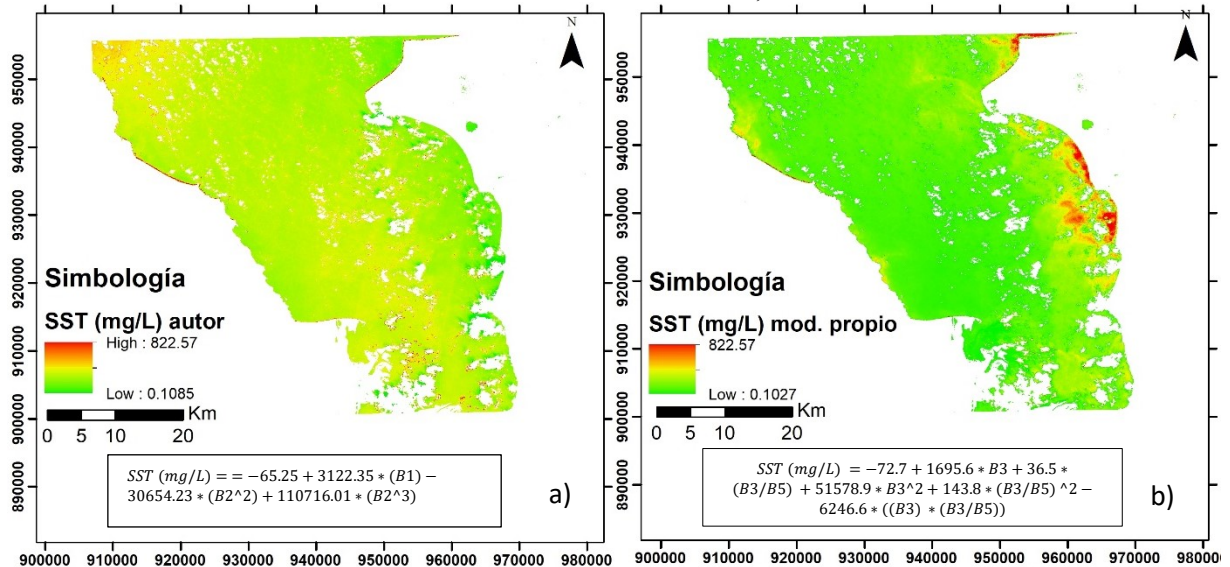 N
950000
940000
930000
920000
910000
900000
890000
Simbología
SST (mg/L) autor
High : 822.57
Low : 0.1085
Km
0 5 10 20
SST (mg/L) = = −65.25 + 3122.35 * (B1) −
30654.23 * (B2^2) + 110716.01 * (B2^3)
a)
900000 910000 920000 930000 940000 950000 960000 970000 980000
N
950000
940000
930000
920000
910000
900000
890000
Simbología
SST (mg/L) mod. propio
822.57
Low : 0.1027
Km
0 5 10 20
SST (mg/L) = −72.7 + 1695.6 * B3 + 36.5 *
(B3/B5) + 51578.9 * B3^2 + 143.8 * (B3/B5) ^2 −
6246.6 * ((B3) * (B3/B5))
b)
900000 910000 920000 930000 940000 950000 960000 970000 980000